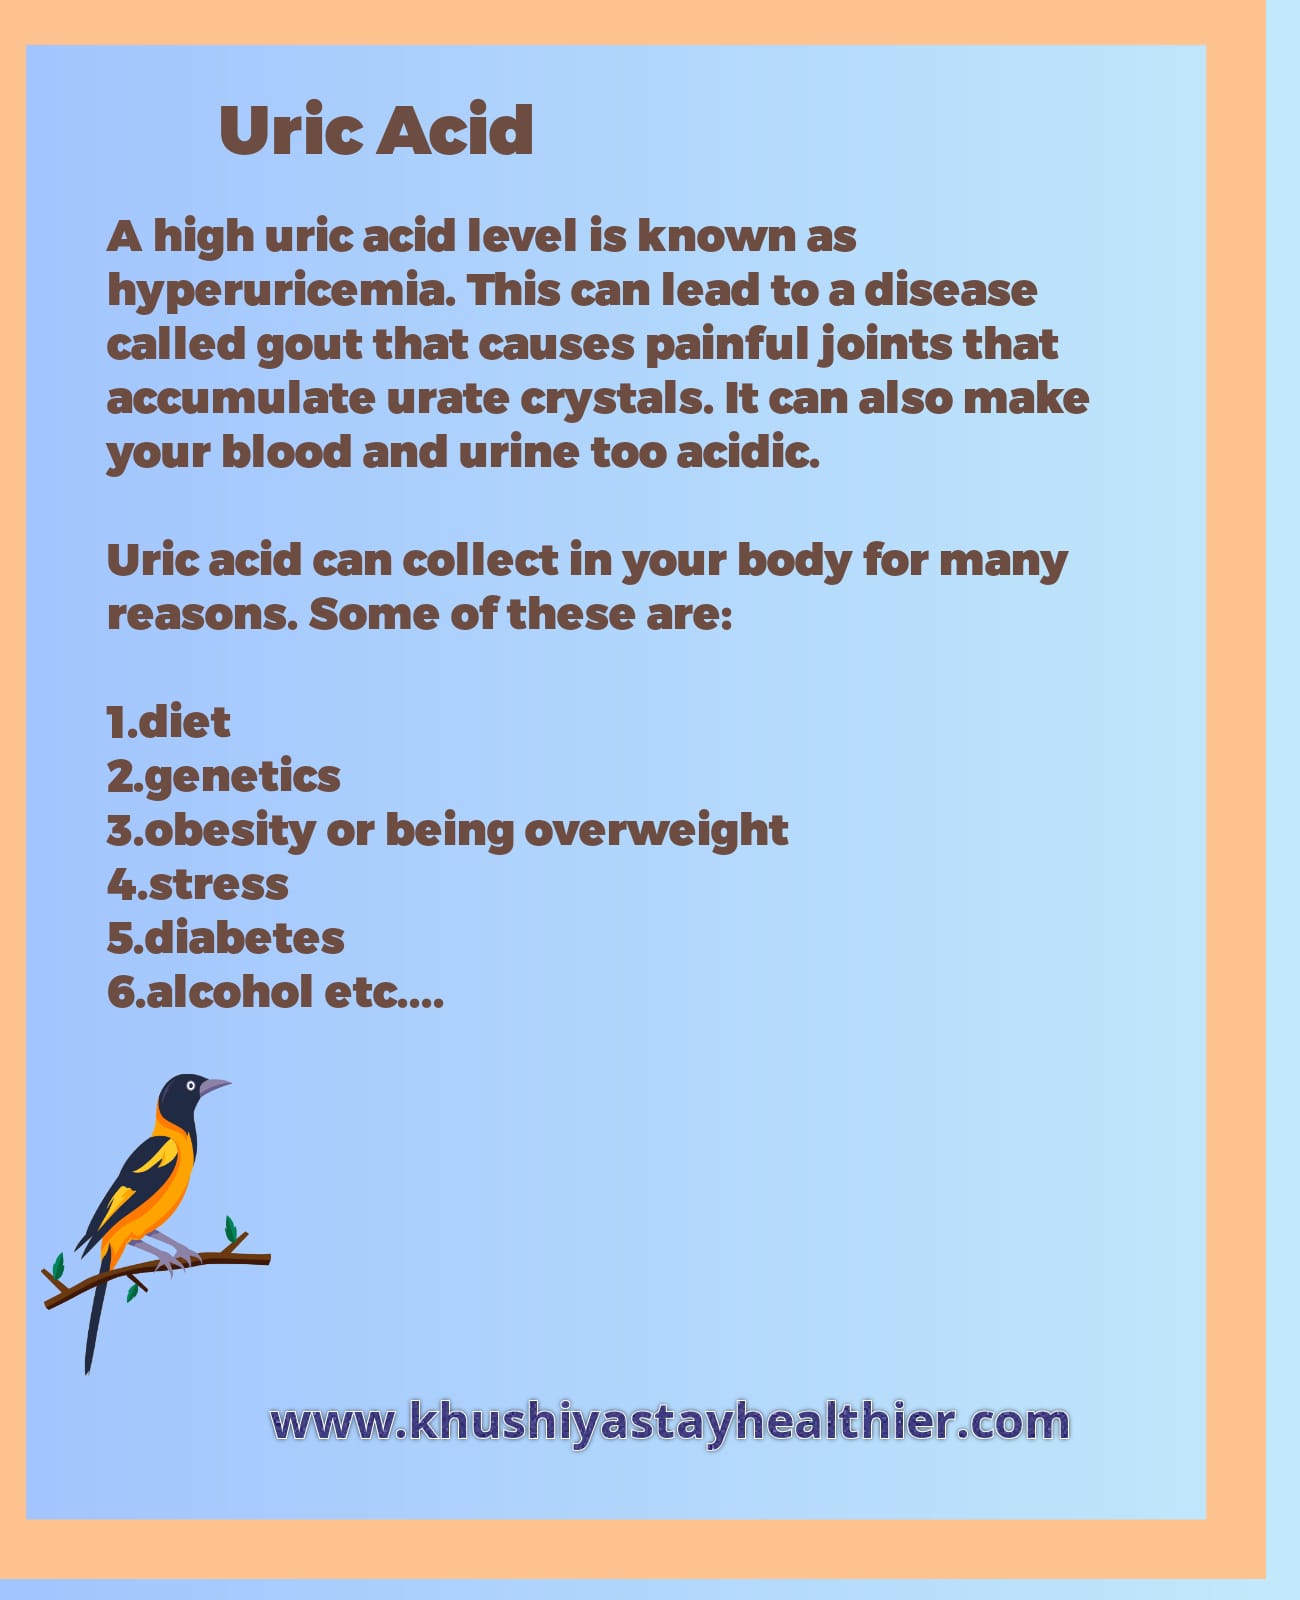 Uric Acid
A high uric acid level is known as
hyperuricemia. This can lead to a disease
called gout that causes painful joints that
accumulate urate crystals. It can also make
your blood and urine too acidic.
Uric acid can collect in your body for many
reasons. Some of these are:
1.diet
2.genetics
3.obesity or being overweight
4.stress
5.diabetes
6.alcohol etc....
www.khushiyastayhealthier.com